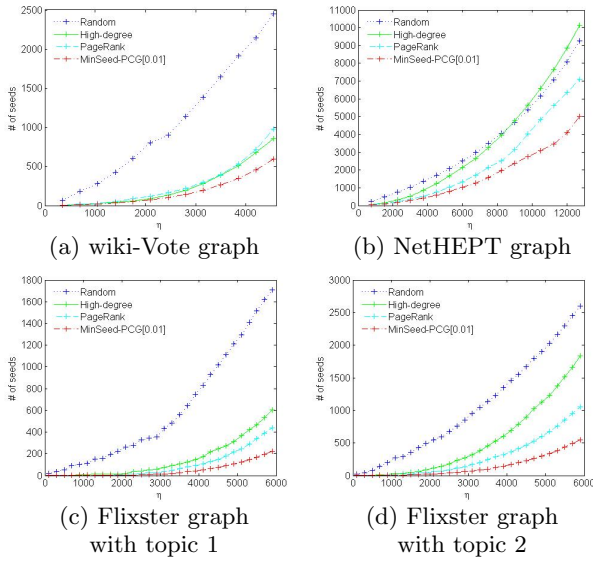 2500
2000
1500
1000
500
0
# of seeds
Random
High-degree
PageRank
MinSeed-PCG[0.01]
0 1000 2000 3000 4000
η
(a) wiki-Vote graph
11000
10000
9000
8000
7000
6000
5000
4000
3000
2000
1000
0
# of seeds
Random
High-degree
PageRank
MinSeed-PCG[0.01]
0 2000 4000 6000 8000 10000 12000
η
(b) NetHEPT graph
1800
1600
1400
1200
1000
800
600
400
200
0
# of seeds
Random
High-degree
PageRank
MinSeed-PCG[0.01]
0 1000 2000 3000 4000 5000 6000
η
(c) Flixster graph
with topic 1
3000
2500
2000
1500
1000
500
0
# of seeds
Random
High-degree
PageRank
MinSeed-PCG[0.01]
0 1000 2000 3000 4000 5000 6000
η
(d) Flixster graph
with topic 2